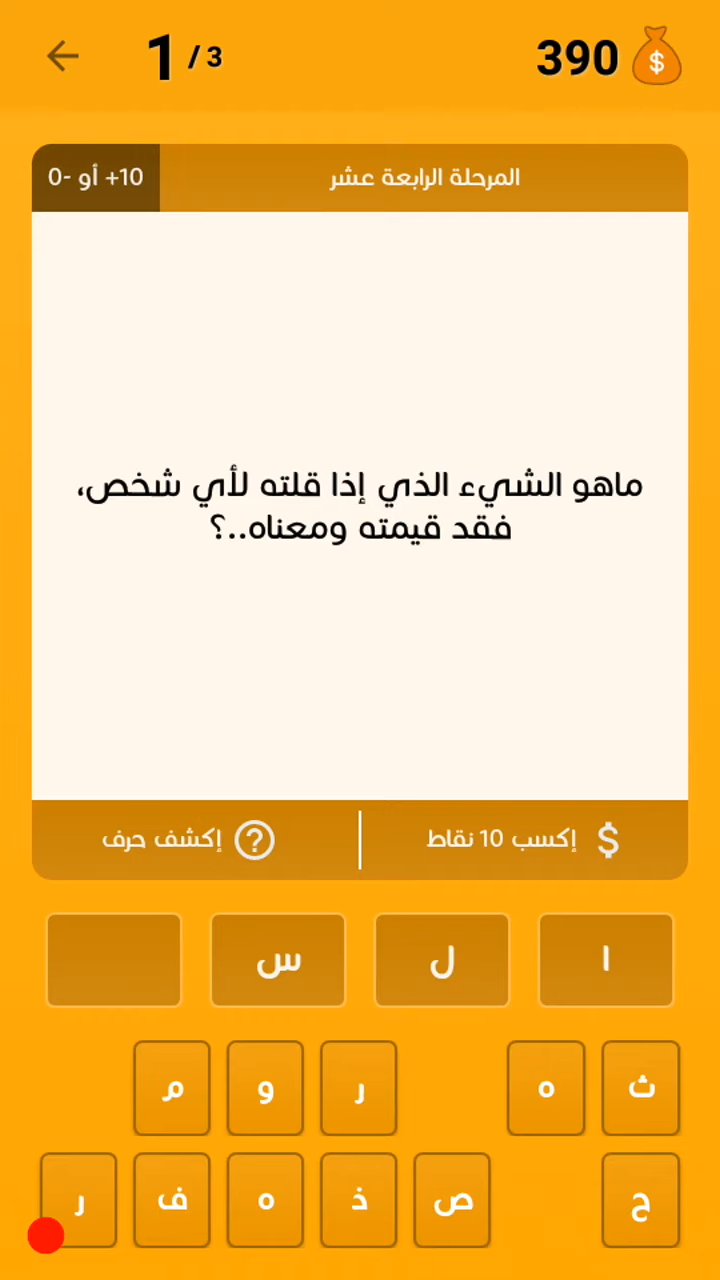 1 / 3
390
$
+10 أو -0
المرحلة الرابعة عشر
ماهو الشيء الذي إذا قلته لأي شخص،
فقد قيمته ومعناه..؟
$ إكسب 10 نقاط
? إكشف حرف
ا ل س
ث ه ر و م
ح ص ذ ه ف ر